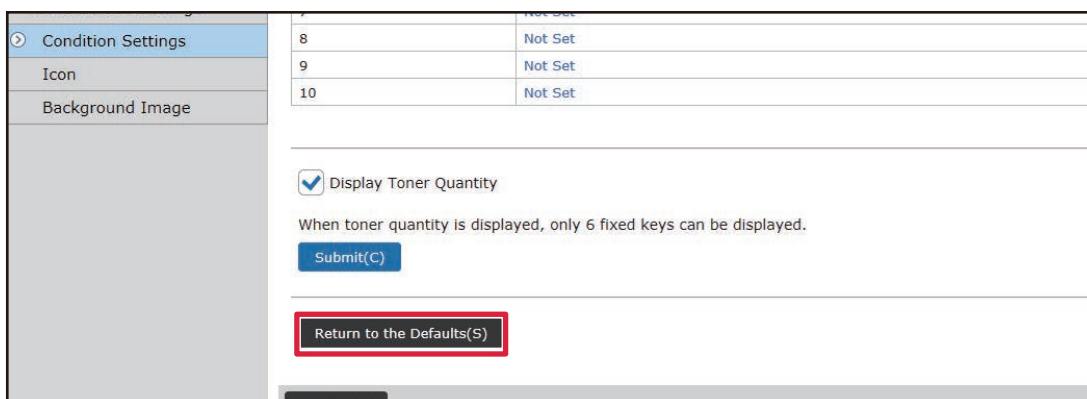 Condition Settings
Icon
Background Image
8 Not Set
9 Not Set
10 Not Set
Display Toner Quantity
When toner quantity is displayed, only 6 fixed keys can be displayed.
Submit(C)
Return to the Defaults(S)